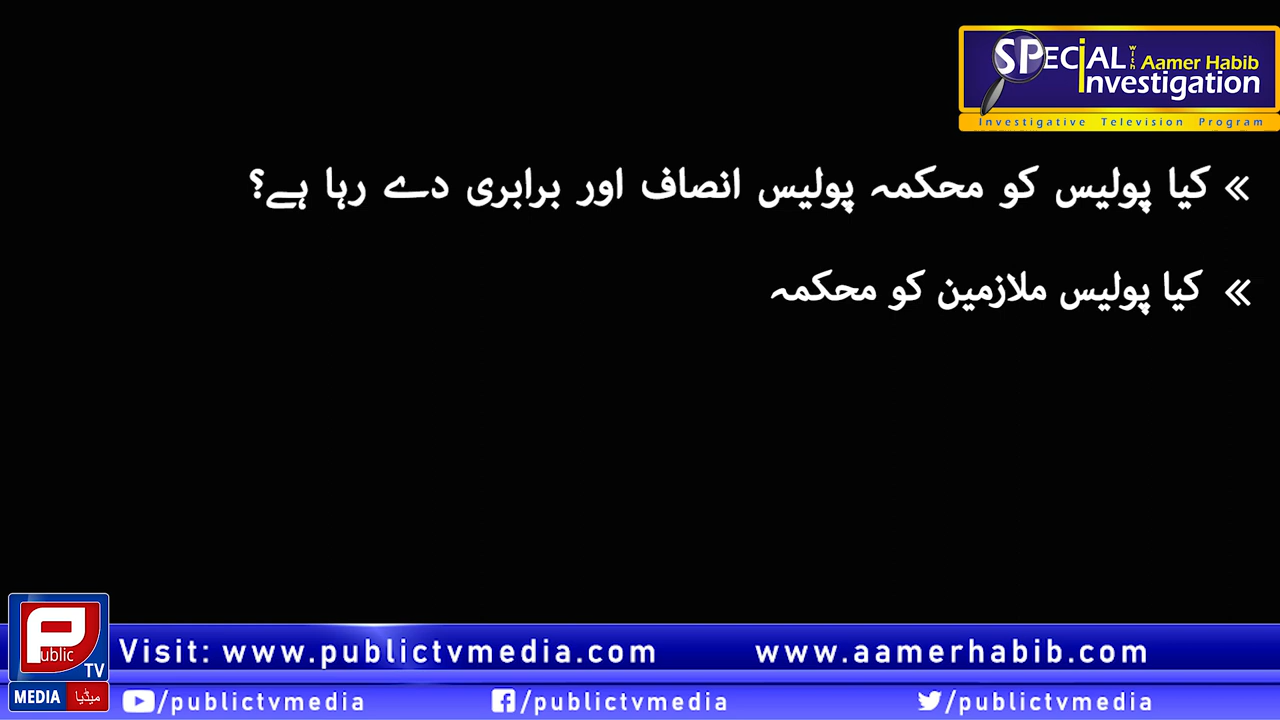 SPECIAL with Aamer Habib
Investigation
Investigative Television Program
» کیا پولیس کو محکمہ پولیس انصاف اور برابری دے رہا ہے؟
» کیا پولیس ملازمین کو محکمہ
Public TV
MEDIA میڈیا
Visit: www.publictvmedia.com www.aamerhabib.com
/publictvmedia /publictvmedia /publictvmedia